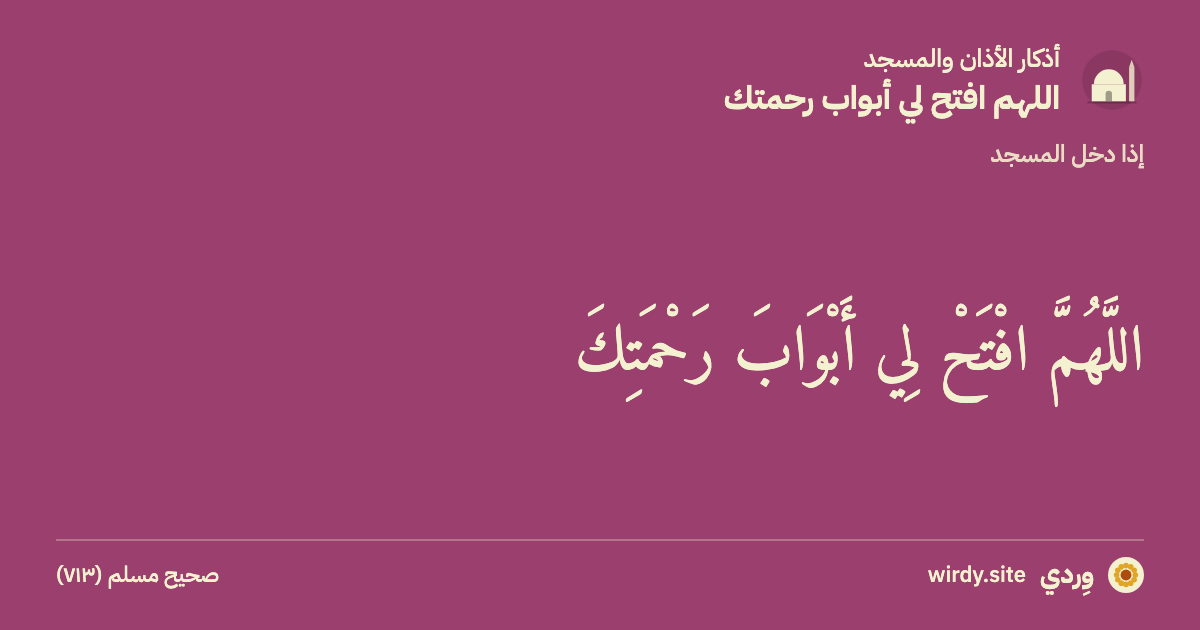 أذكار الأذان والمسجد
اللهم افتح لي أبواب رحمتك
إذا دخل المسجد
اللَّهُمَّ افْتَحْ لِي أَبْوَابَ رَحْمَتِكَ
وِردي wirdy.site
صحيح مسلم (٧١٣)